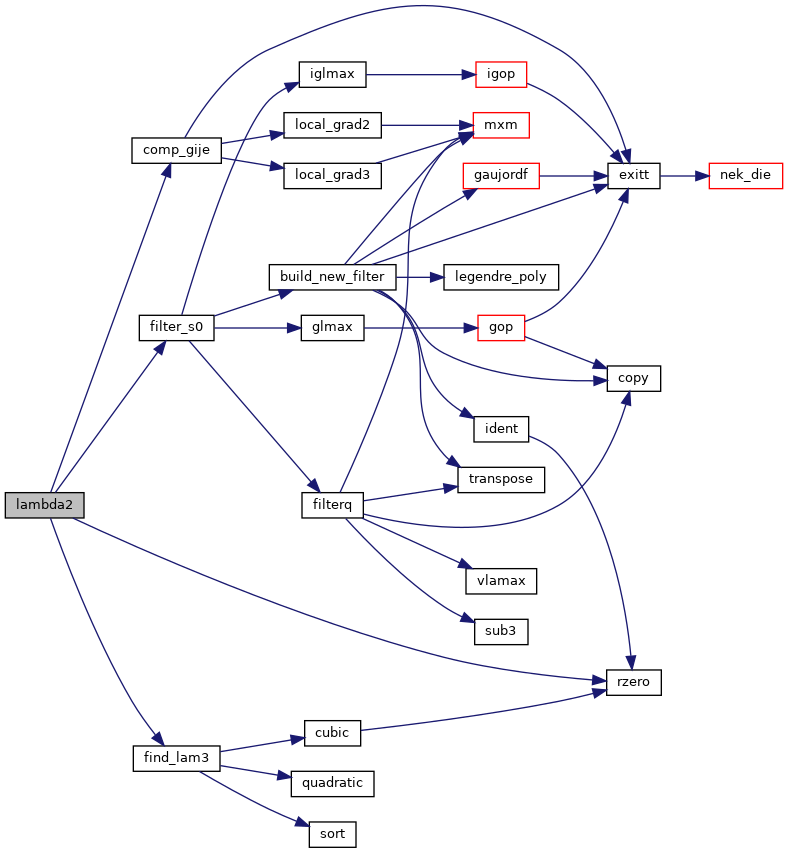 iglmax
igop
local_grad2
mxm
comp_gije
local_grad3
gaujordf
exitt
nek_die
build_new_filter
legendre_poly
filter_s0
glmax
gop
copy
ident
transpose
lambda2
filterq
vlamax
sub3
rzero
cubic
find_lam3
quadratic
sort